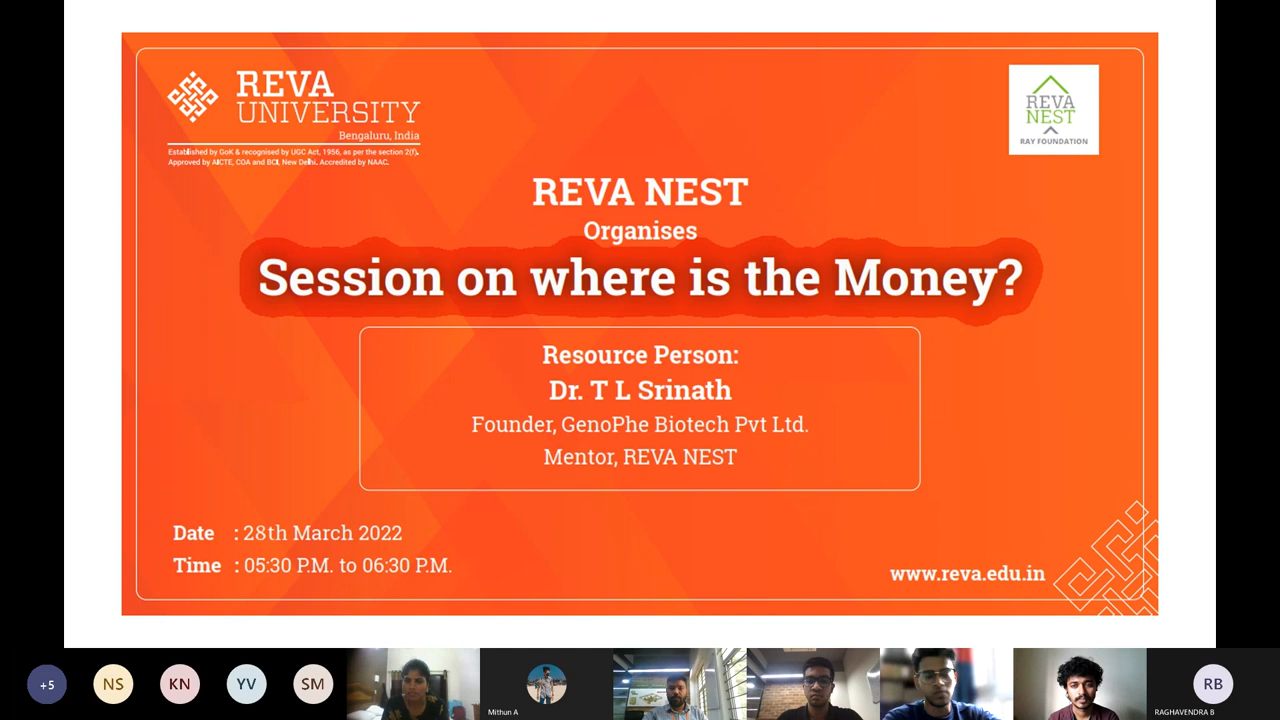 REVA
UNIVERSITY
Bengaluru, India
Established by GoK & recognised by UGC Act, 1956, as per the section 2(f).
Approved by AICTE, COA and BCI, New Delhi. Accredited by NAAC.
REVA
NEST
RAY FOUNDATION
REVA NEST
Organises
Session on where is the Money?
Resource Person:
Dr. T L Srinath
Founder, GenoPhe Biotech Pvt Ltd.
Mentor, REVA NEST
Date : 28th March 2022
Time : 05:30 P.M. to 06:30 P.M.
www.reva.edu.in
+5
NS
KN
YV
SM
Mithun A
RB
RAGHAVENDRA B